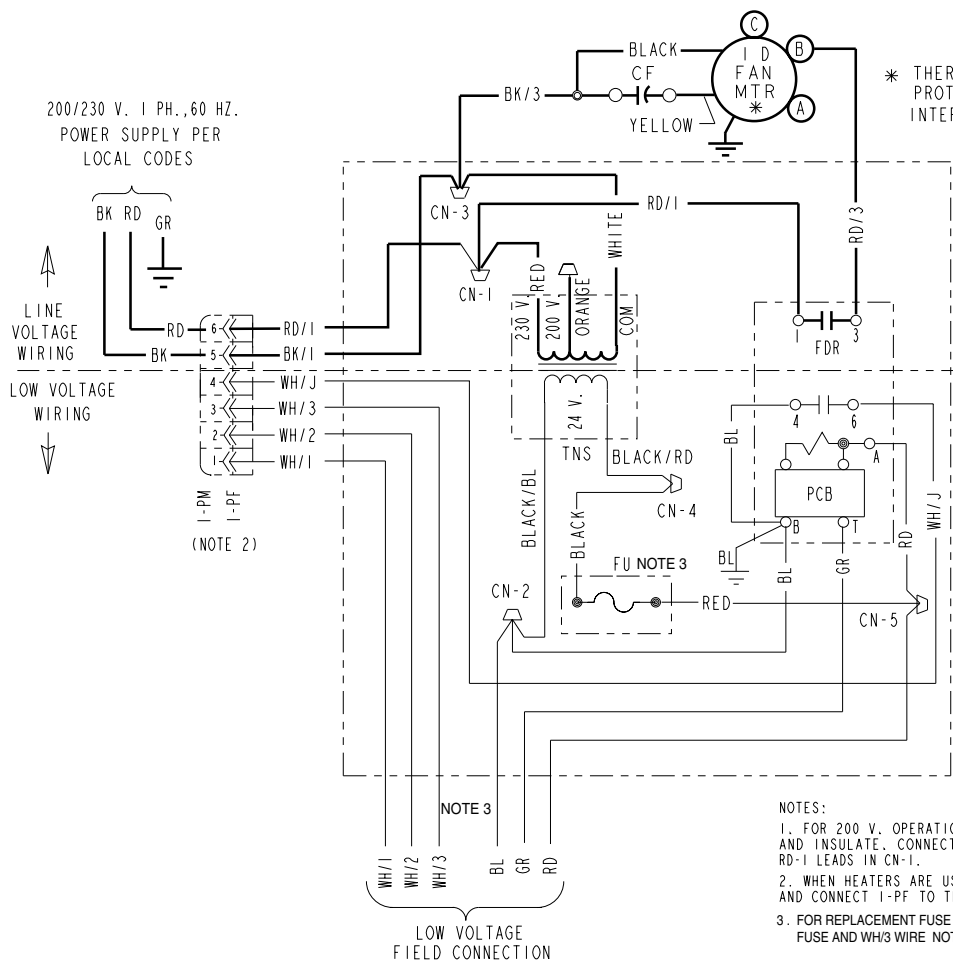 C
BLACK
I D
FAN
MTR
*
B
A
CF
BK/3
YELLOW
* THER
PROT
INTER
200/230 V. 1 PH.,60 HZ.
POWER SUPPLY PER
LOCAL CODES
BK RD GR
CN-3
RD/1
WHITE
RD/3
CN-1
RED
ORANGE
230 V.
200 V.
COM
LINE
VOLTAGE
WIRING
RD 6 RD/1
BK 5 BK/1
1 3
FDR
LOW VOLTAGE
WIRING
4 WH/J
3 WH/3
2 WH/2
1 WH/1
24 V.
TNS
4 6
BL
A
PCB
B T
1-PM
1-PF
(NOTE 2)
BLACK/BL
BLACK/RD
CN-4
BLACK
WH/J
RD
BL
BL
GR
FU NOTE 3
CN-2
RED
CN-5
NOTE 3
WH/1
WH/2
WH/3
BL
GR
RD
LOW VOLTAGE
FIELD CONNECTION
NOTES:
1. FOR 200 V. OPERATIO
AND INSULATE. CONNECT
RD-1 LEADS IN CN-1.
2. WHEN HEATERS ARE US
AND CONNECT 1-PF TO T
3. FOR REPLACEMENT FUSE
FUSE AND WH/3 WIRE NOT